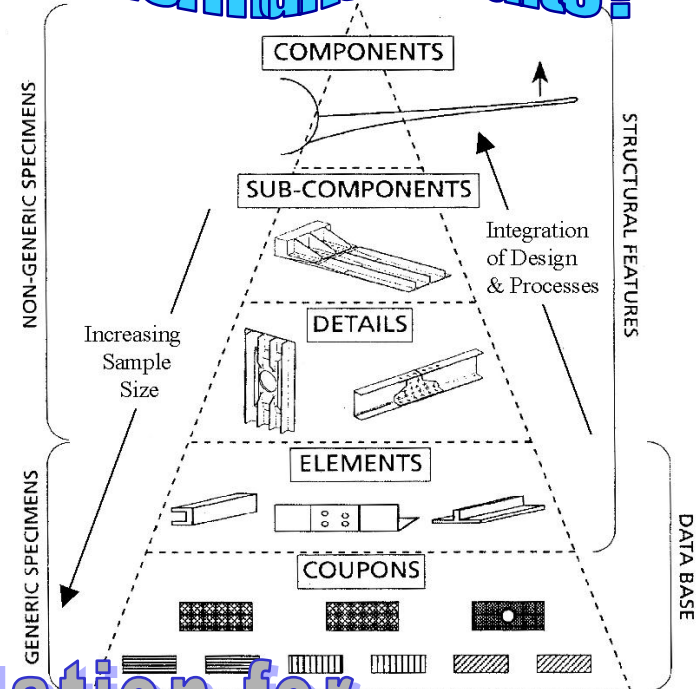 COMPONENTS
NON-GENERIC SPECIMENS
STRUCTURAL FEATURES
SUB-COMPONENTS
Integration
of Design
& Processes
DETAILS
Increasing
Sample
Size
ELEMENTS
GENERIC SPECIMENS
DATA BASE
COUPONS
for